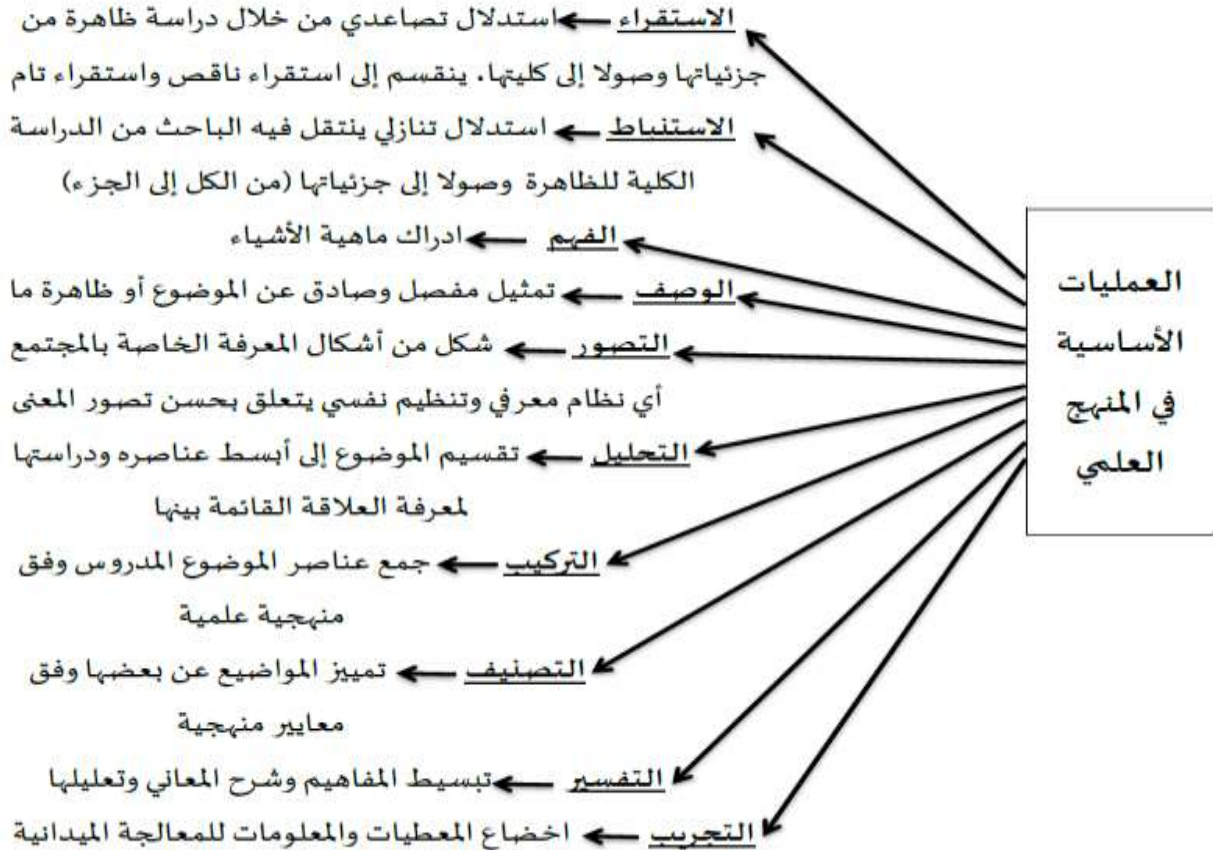 العمليات
الأساسية
في المنهج
العلمي
الاستقراء استدلال تصاعدي من خلال دراسة ظاهرة من
جزئياتها وصولا إلى كليتها. ينقسم إلى استقراء ناقص واستقراء تام
الاستنباط استدلال تنازلي ينتقل فيه الباحث من الدراسة
الكلية للظاهرة وصولا إلى جزئياتها (من الكل إلى الجزء)
الفهم ادراك ماهية الأشياء
الوصف تمثيل مفصل وصادق عن الموضوع أو ظاهرة ما
التصور شكل من أشكال المعرفة الخاصة بالمجتمع
أي نظام معرفي وتنظيم نفسي يتعلق بحسن تصور المعنى
التحليل تقسيم الموضوع إلى أبسط عناصره ودراستها
لمعرفة العلاقة القائمة بينها
التركيب جمع عناصر الموضوع المدروس وفق
منهجية علمية
التصنيف تمييز المواضيع عن بعضها وفق
معايير منهجية
التفسير تبسيط المفاهيم وشرح المعاني وتعليلها
التجريب اخضاع المعطيات والمعلومات للمعالجة الميدانية